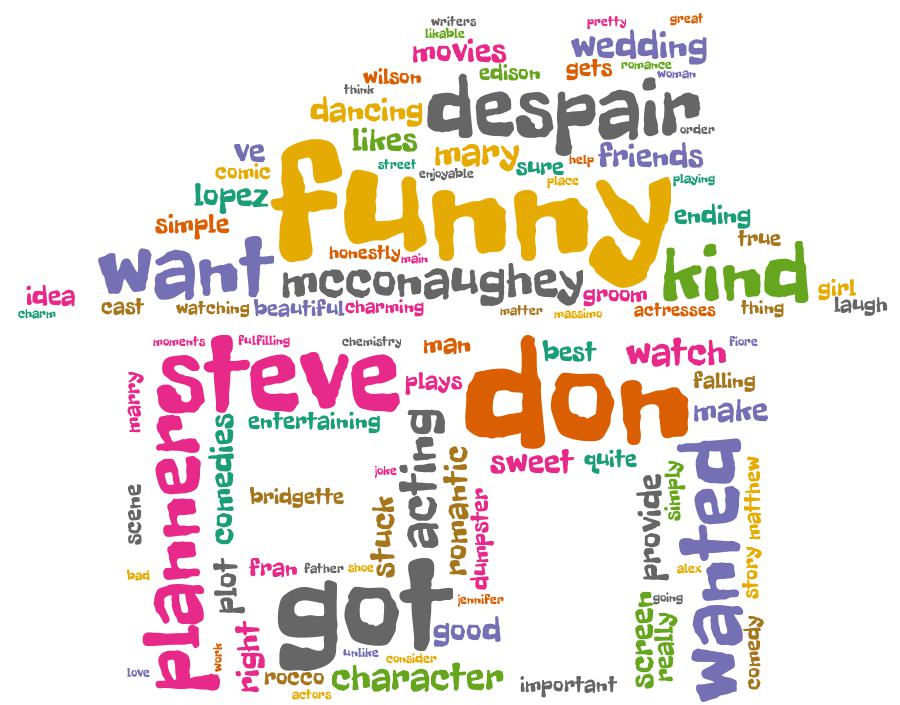 writers
pretty
great
likable
movies
wedding
wilson
edison
gets
romance
woman
think
dancing
despair
order
likes
ve
mary
sure
help
friends
comic
street
enjoyable
place
playing
lopez
funny
simple
ending
true
honestly
main
want
mcconaughey
kind
idea
charm
cast
watching
beautiful
charming
groom
matter
massimo
actresses
thing
girl
laugh
moments
fulfilling
chemistry
man
best
watch
fiore
steve
plays
don
falling
make
marry
entertaining
planner
comedies
acting
sweet
quite
joke
romantic
bridgette
scene
stuck
dumpster
provide
simply
wanted
matthew
bad
plot
fran
father
shoe
alex
story
got
jennifer
going
good
screen
really
comedy
right
work
unlike
consider
love
rocco
character
important
actors